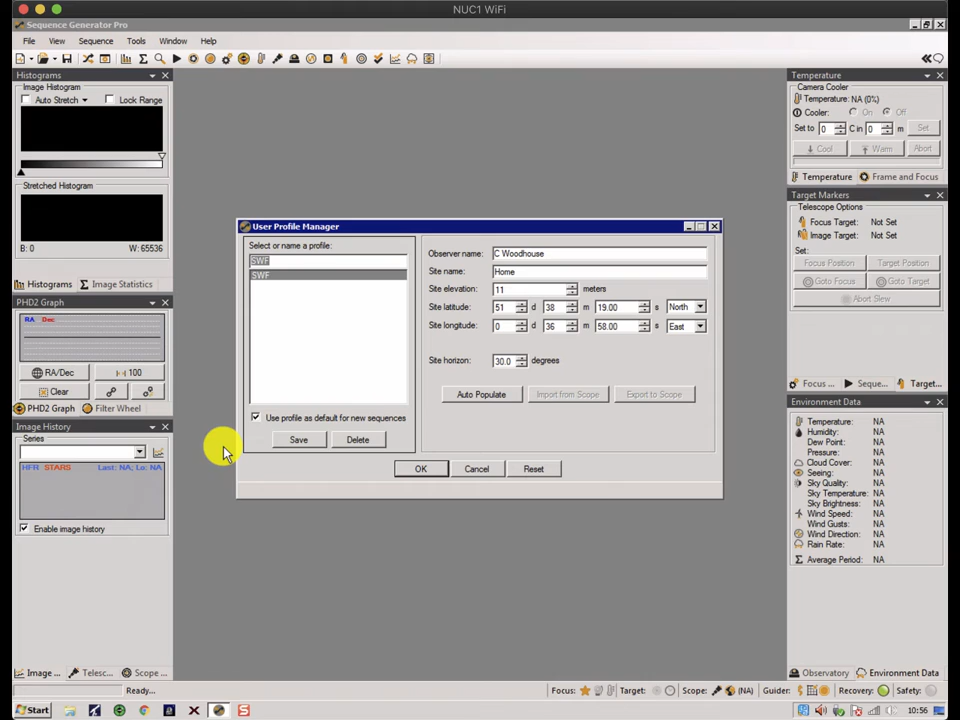 NUC1 WiFi
Sequence Generator Pro
File View Sequence Tools Window Help
Histograms
Image Histogram
Auto Stretch Lock Range
Stretched Histogram
B: 0 W: 65536
Histograms Image Statistics
PHD2 Graph
RA Dec
RA/Dec 100
Clear
PHD2 Graph Filter Wheel
Image History
Series
HFR STARS Last: NA; Lo: NA
Enable image history
Image ... Telesc... Scope ...
User Profile Manager
Select or name a profile:
SWF
SWF
Use profile as default for new sequences
Save Delete
Observer name: C Woodhouse
Site name: Home
Site elevation: 11 meters
Site latitude: 51 d 38 m 19.00 s North
Site longitude: 0 d 36 m 58.00 s East
Site horizon: 30.0 degrees
Auto Populate Import from Scope Export to Scope
OK Cancel Reset
Temperature
Camera Cooler
Temperature: NA (0%)
Cooler: On Off
Set to 0 C in 0 m Set
Cool Warm Abort
Temperature Frame and Focus
Target Markers
Telescope Options
Focus Target: Not Set
Image Target: Not Set
Set:
Focus Position Target Position
Goto Focus Goto Target
Abort Slew
Focus ... Seque... Target...
Environment Data
Temperature: NA
Humidity: NA
Dew Point: NA
Pressure: NA
Cloud Cover: NA
Seeing: NA
Sky Quality: NA
Sky Temperature: NA
Sky Brightness: NA
Wind Speed: NA
Wind Gusts: NA
Wind Direction: NA
Rain Rate: NA
Average Period: NA
Observatory Environment Data
Ready... Focus: Target: Scope: (NA) Guider: Recovery: Safety:
Start 10:56